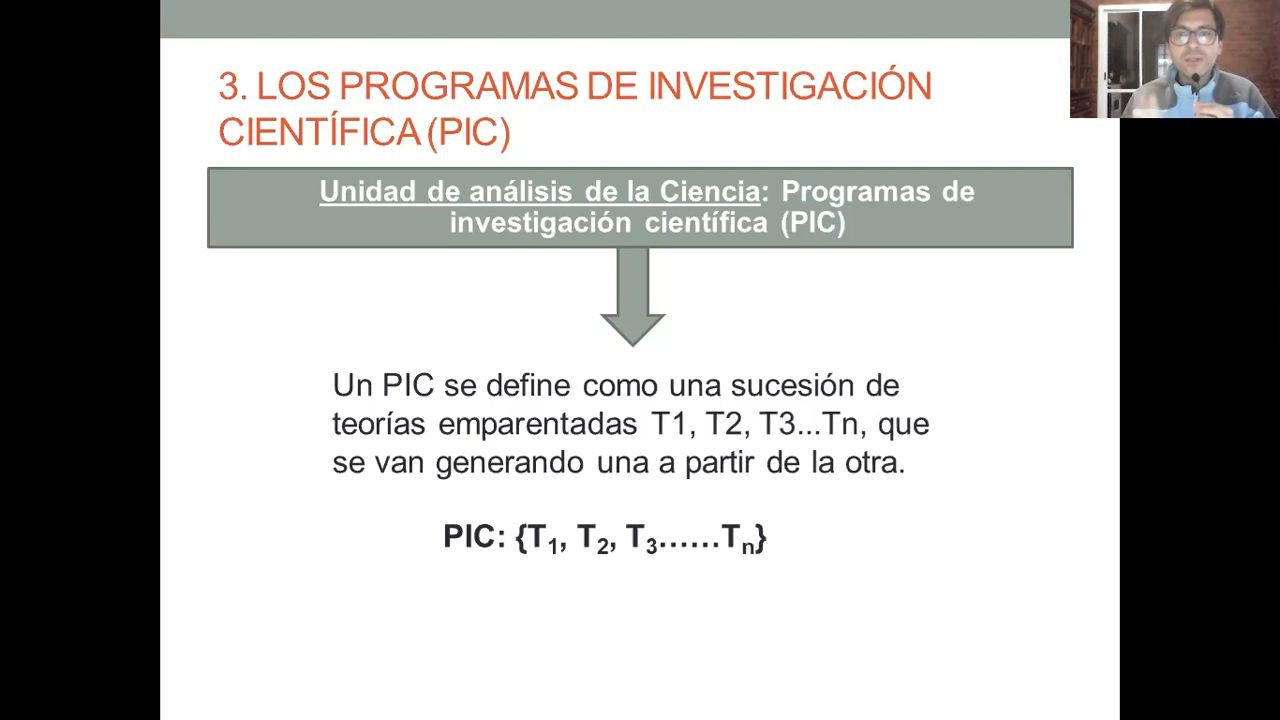 3. LOS PROGRAMAS DE INVESTIGACIÓN
CIENTÍFICA (PIC)
Unidad de análisis de la Ciencia: Programas de
investigación científica (PIC)
Un PIC se define como una sucesión de
teorías emparentadas T1, T2, T3...Tn, que
se van generando una a partir de la otra.
PIC: {T₁, T₂, T₃……Tₙ}